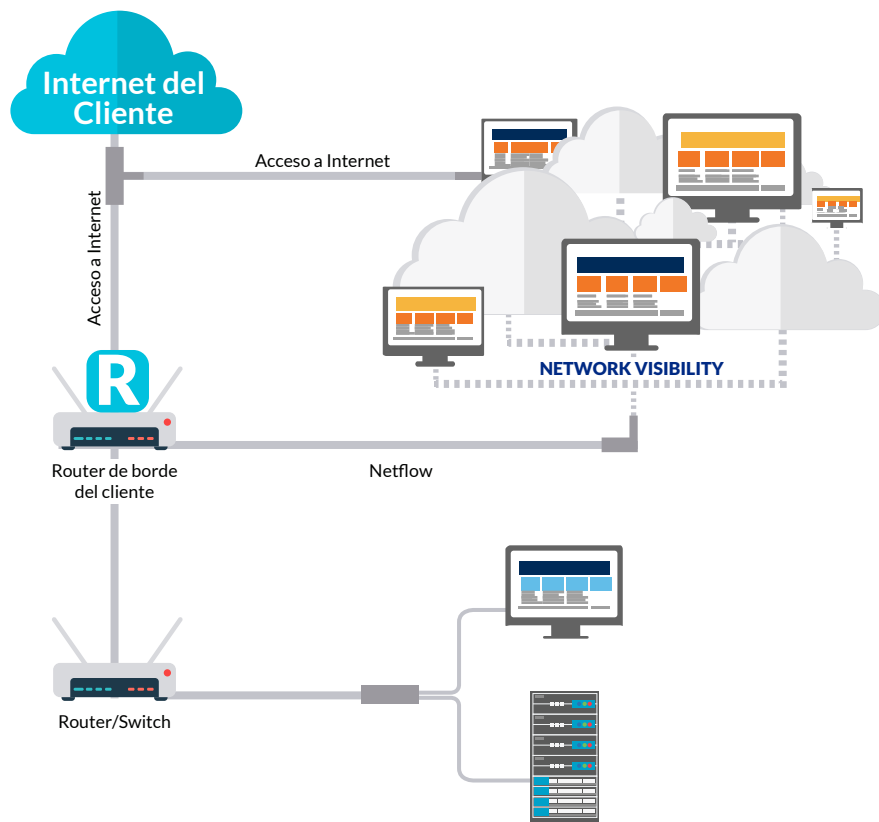 Internet del
Cliente
Acceso a Internet
Acceso a Internet
NETWORK VISIBILITY
R
Router de borde
del cliente
Netflow
Router/Switch